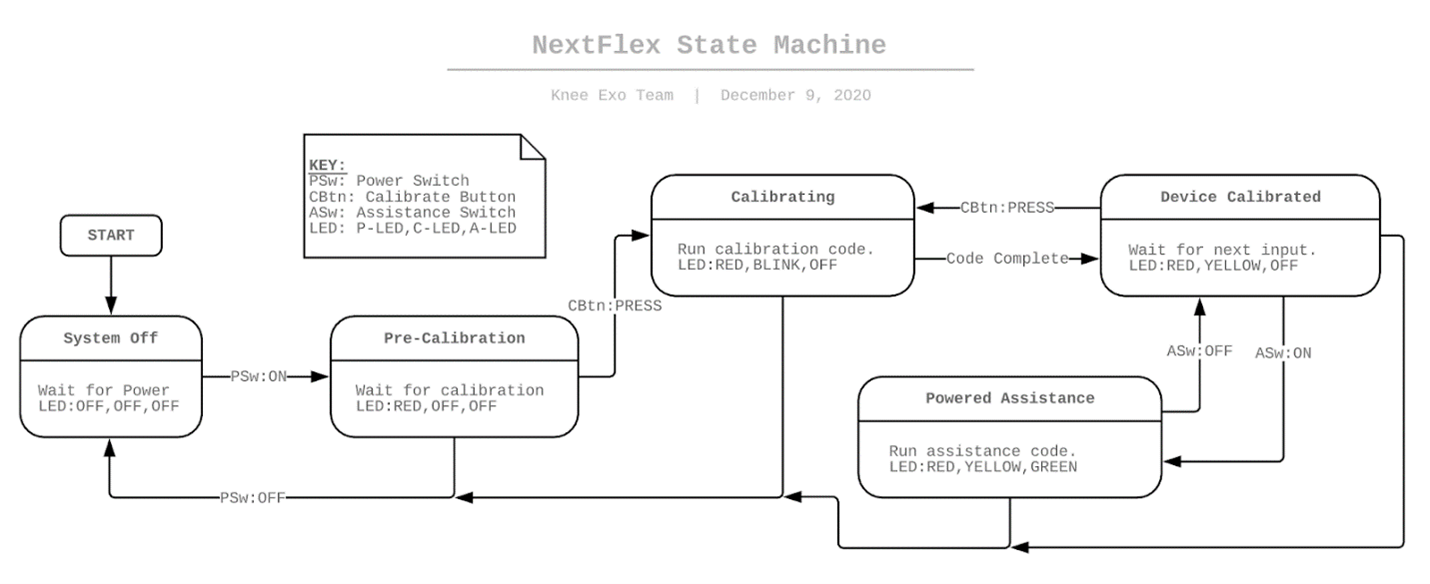 NextFlex State Machine
Knee Exo Team | December 9, 2020
KEY:
PSw: Power Switch
CBtn: Calibrate Button
ASw: Assistance Switch
LED: P-LED,C-LED,A-LED
START
System Off
Wait for Power
LED:OFF,OFF,OFF
PSw:ON
Pre-Calibration
Wait for calibration
LED:RED,OFF,OFF
CBtn:PRESS
Calibrating
Run calibration code.
LED:RED,BLINK,OFF
CBtn:PRESS
Code Complete
Device Calibrated
Wait for next input.
LED:RED,YELLOW,OFF
ASw:OFF
ASw:ON
Powered Assistance
Run assistance code.
LED:RED,YELLOW,GREEN
PSw:OFF